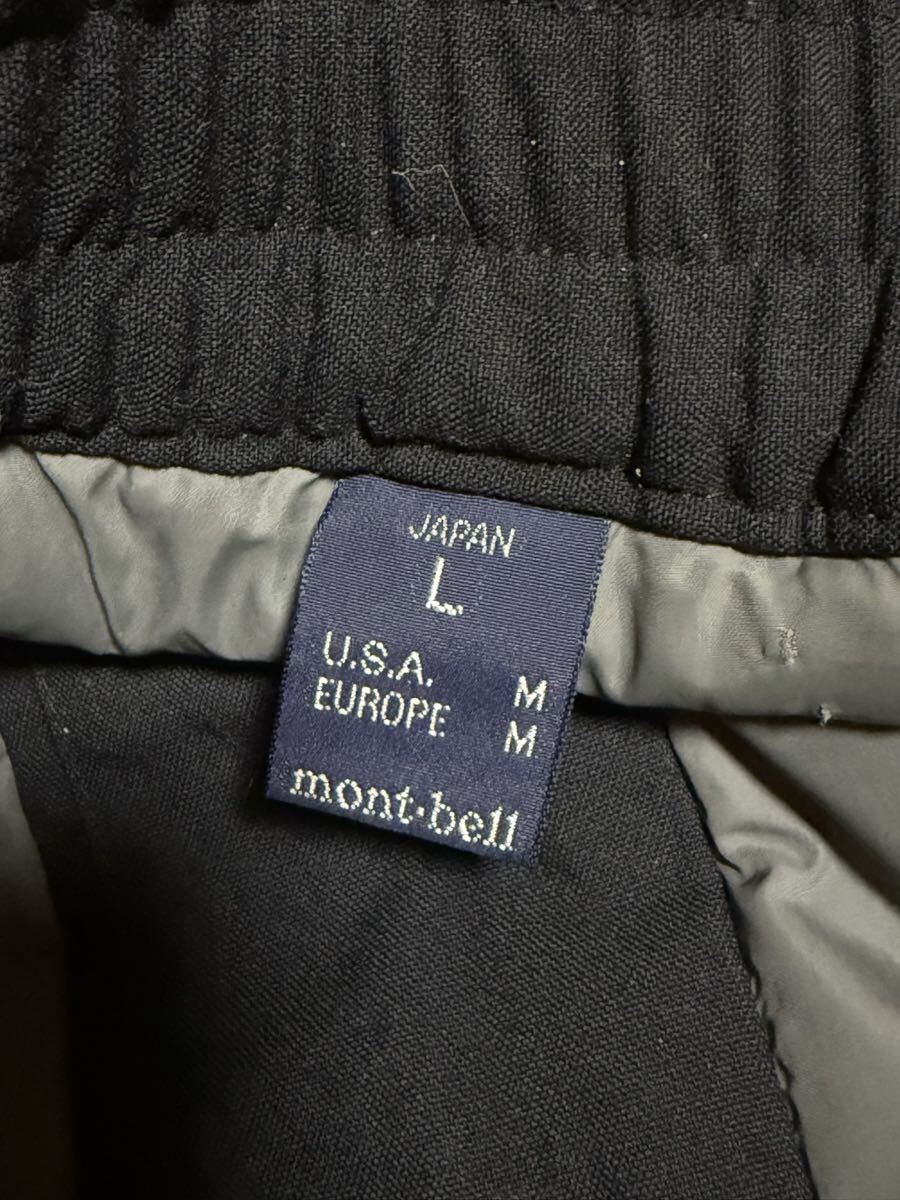 JAPAN
L
U.S.A. M
EUROPE M
mont·bell